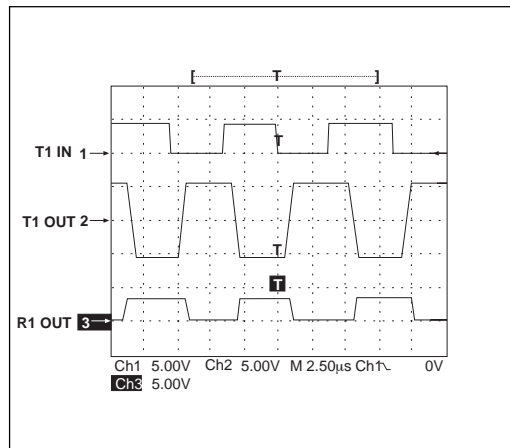 [ T ]
T
T1 IN 1
T1 OUT 2
T
T
R1 OUT 3
Ch1 5.00V Ch2 5.00V M 2.50µs Ch1 0V
Ch3 5.00V